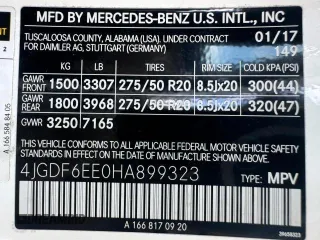 MFD BY MERCEDES-BENZ U.S. INTL., INC
TUSCALOOSA COUNTY, ALABAMA (USA). UNDER CONTRACT 01/17
FOR DAIMLER AG, STUTTGART (GERMANY) 149
KG LB TIRES RIM SIZE COLD KPA (PSI)
GAWR FRONT 1500 3307 275/50 R20 8.5Jx20 300(44)
GAWR REAR 1800 3968 275/50 R20 8.5Jx20 320(47)
GVWR 3250 7165
THIS VEHICLE CONFORMS TO ALL APPLICABLE FEDERAL MOTOR VEHICLE SAFETY STANDARDS
IN EFFECT ON THE DATE OF MANUFACTURE SHOWN ABOVE
4JGDF6EE0HA899323 TYPE: MPV
A 166 817 09 20
A 166 584 84 05
2